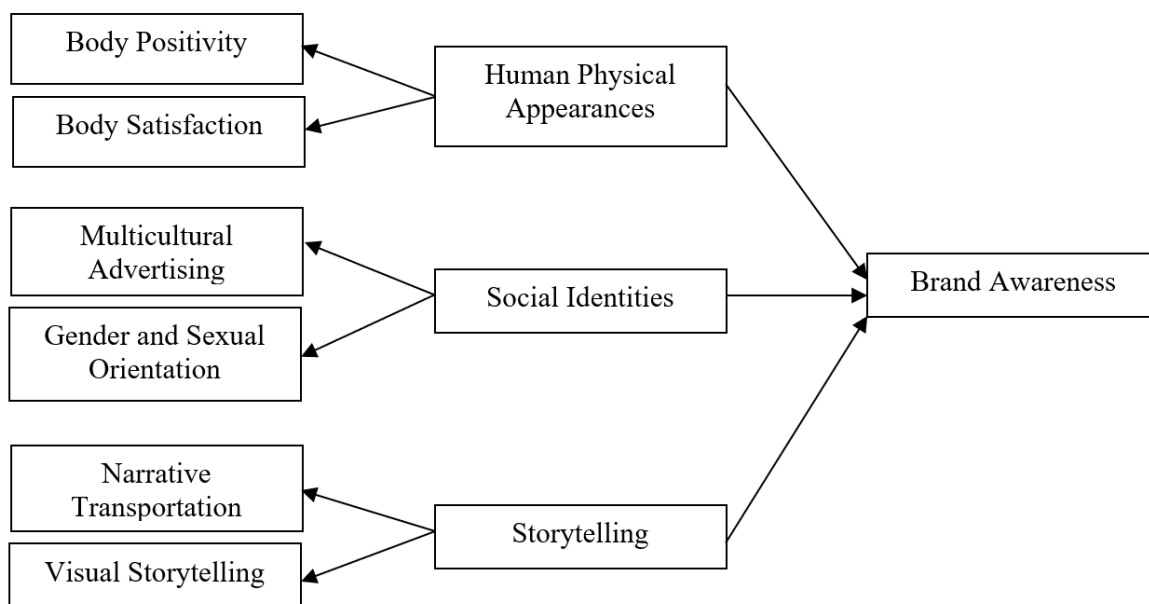 Body Positivity
Body Satisfaction
Human Physical
Appearances
Multicultural
Advertising
Gender and Sexual
Orientation
Social Identities
Brand Awareness
Narrative
Transportation
Visual Storytelling
Storytelling